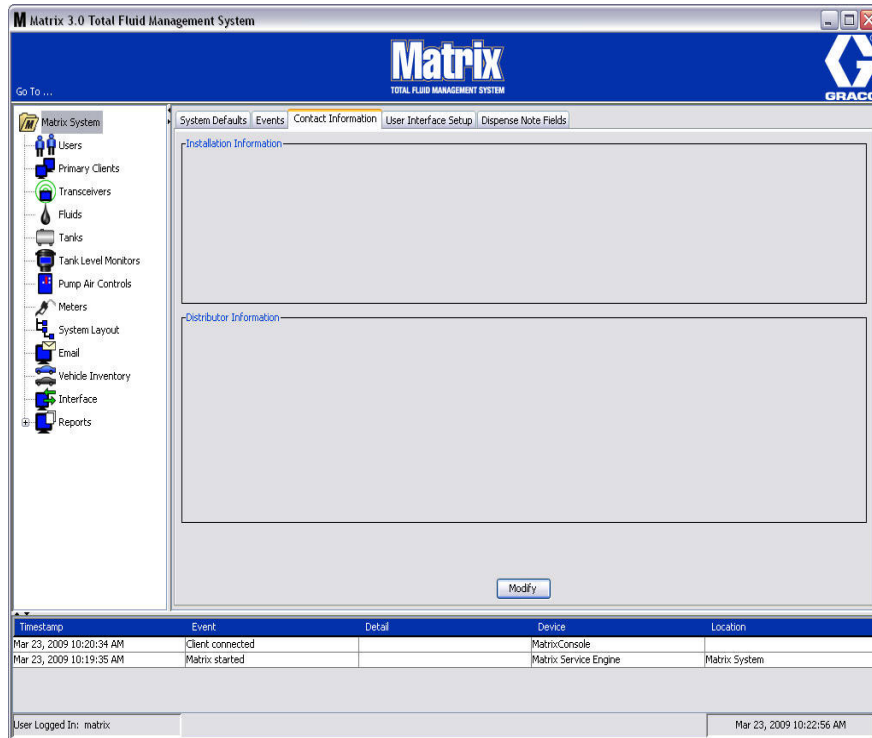 M Matrix 3.0 Total Fluid Management System
Matrix
TOTAL FLUID MANAGEMENT SYSTEM
Go To ...
G
GRACO
M Matrix System
Users
Primary Clients
Transceivers
Fluids
Tanks
Tank Level Monitors
Pump Air Controls
Meters
System Layout
Email
Vehicle Inventory
Interface
Reports
System Defaults Events Contact Information User Interface Setup Dispense Note Fields
Installation Information
Distributor Information
Modify
Timestamp Event Detail Device Location
Mar 23, 2009 10:20:34 AM Client connected MatrixConsole
Mar 23, 2009 10:19:35 AM Matrix started Matrix Service Engine Matrix System
User Logged In: matrix Mar 23, 2009 10:22:56 AM